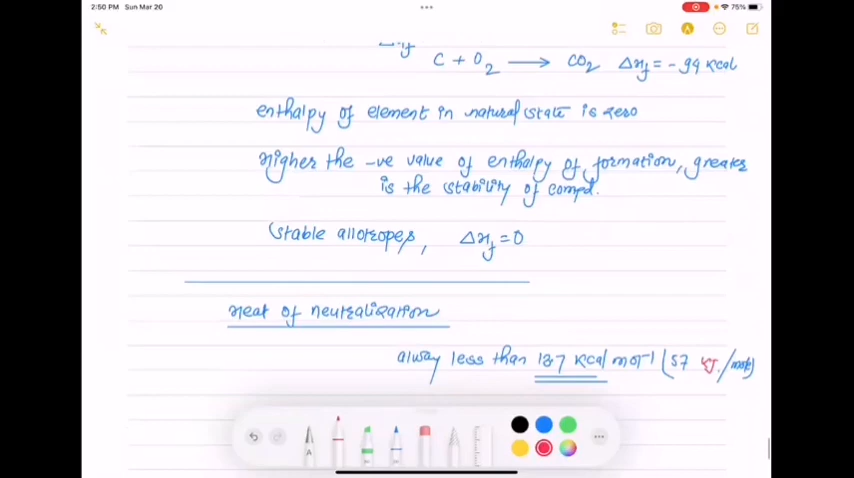 2:50 PM Sun Mar 20
75%
C + O2 → CO2 ΔHf = - 94 kcal
enthalpy of element in natural state is zero
Higher the -ve value of enthalpy of formation, greater
is the stability of compd.
Stable allotropes, ΔHf = 0
Heat of neutralization
alway less than 13.7 kcal mol-1 (57 kJ/mole)
A